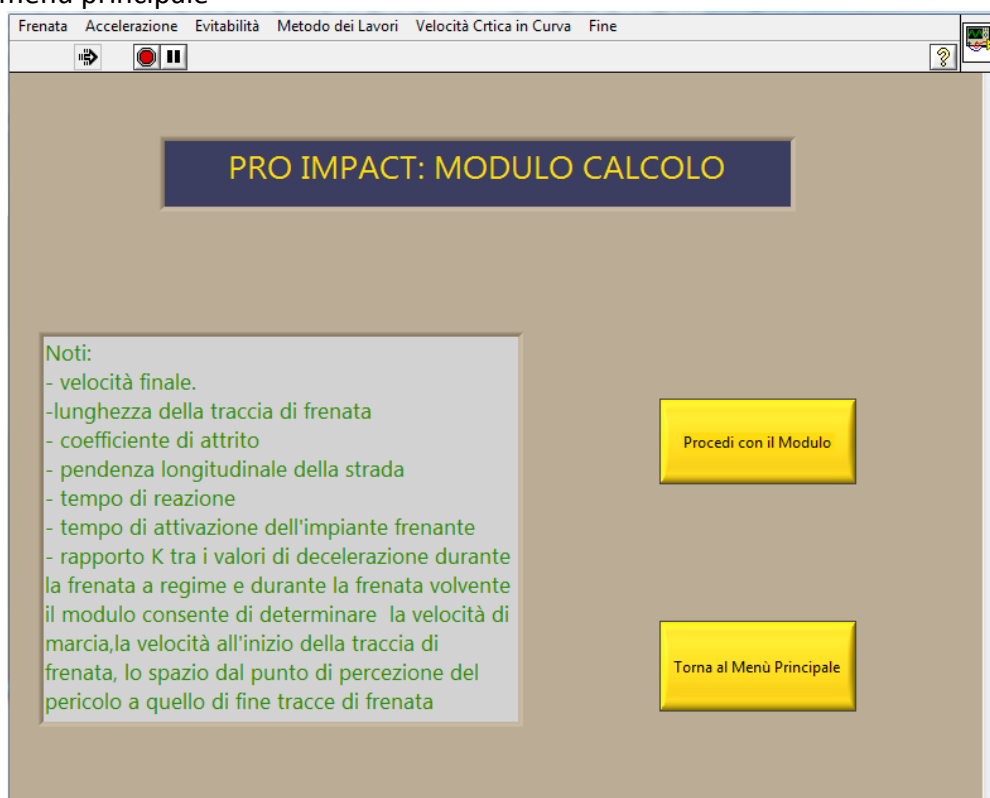 menù principale
Frenata Accelerazione Evitabilità Metodo dei Lavori Velocità Crtica in Curva Fine
?
PRO IMPACT: MODULO CALCOLO
Noti:
- velocità finale.
-lunghezza della traccia di frenata
- coefficiente di attrito
- pendenza longitudinale della strada
- tempo di reazione
- tempo di attivazione dell'impiante frenante
- rapporto K tra i valori di decelerazione durante
la frenata a regime e durante la frenata volvente
il modulo consente di determinare la velocità di
marcia,la velocità all'inizio della traccia di
frenata, lo spazio dal punto di percezione del
pericolo a quello di fine tracce di frenata
Procedi con il Modulo
Torna al Menù Principale